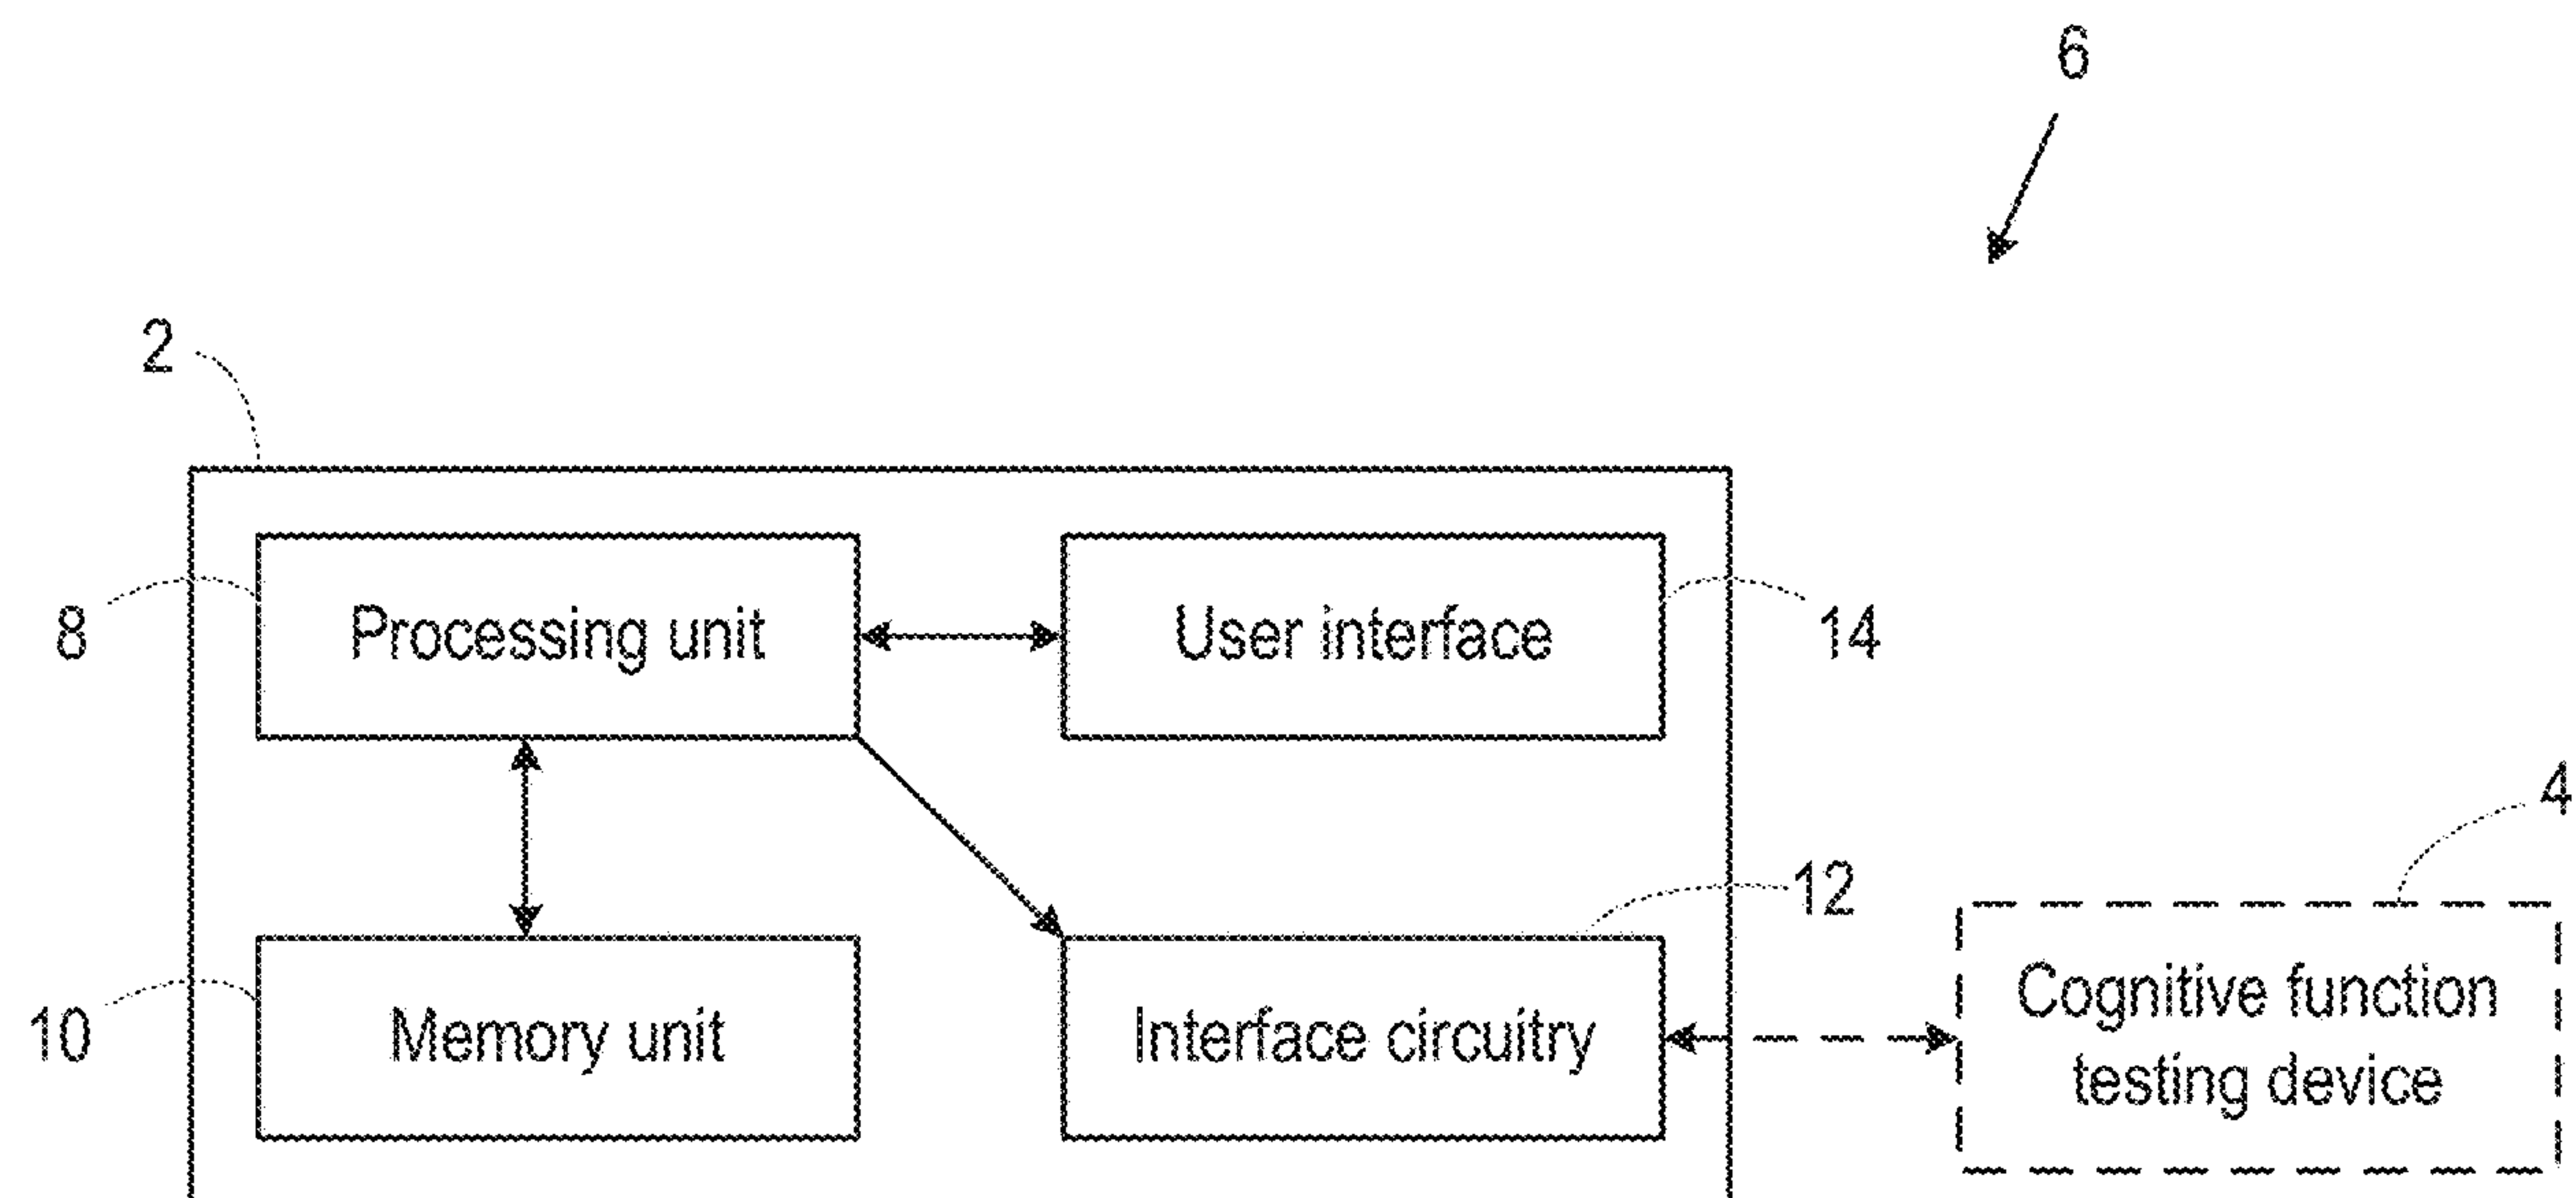 6
2
8
Processing unit
User interface
14
4
12
10
Memory unit
Interface circuitry
Cognitive function
testing device